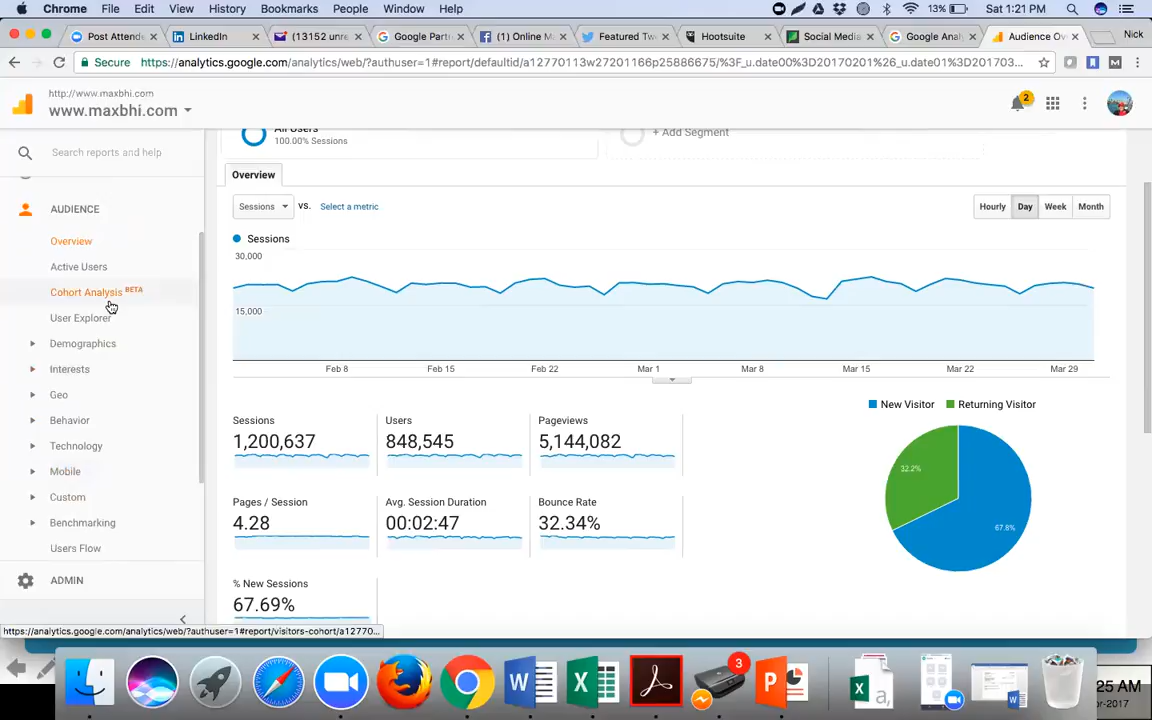 Chrome File Edit View History Bookmarks People Window Help 13% Sat 1:21 PM
Post Attende LinkedIn (13152 unre Google Part (1) Online M Featured Tw Hootsuite Social Media Google Anal Audience Ov Nick
Secure https://analytics.google.com/analytics/web/?authuser=1#report/defaultid/a12770113w27201166p25886675/%3F_u.date00%3D20170201%26_u.date01%3D201703...
http://www.maxbhi.com
www.maxbhi.com
2
Search reports and help
AUDIENCE
Overview
Active Users
Cohort Analysis BETA
User Explorer
Demographics
Interests
Geo
Behavior
Technology
Mobile
Custom
Benchmarking
Users Flow
ADMIN
All Users
100.00% Sessions
+ Add Segment
Overview
Sessions vs. Select a metric
Hourly Day Week Month
Sessions
30,000
15,000
Feb 8 Feb 15 Feb 22 Mar 1 Mar 8 Mar 15 Mar 22 Mar 29
New Visitor Returning Visitor
32.2%
67.8%
Sessions
1,200,637
Users
848,545
Pageviews
5,144,082
Pages / Session
4.28
Avg. Session Duration
00:02:47
Bounce Rate
32.34%
% New Sessions
67.69%
https://analytics.google.com/analytics/web/?authuser=1#report/visitors-cohort/a12770...
3
W
X
P
X
a,
W
25 AM
-2017